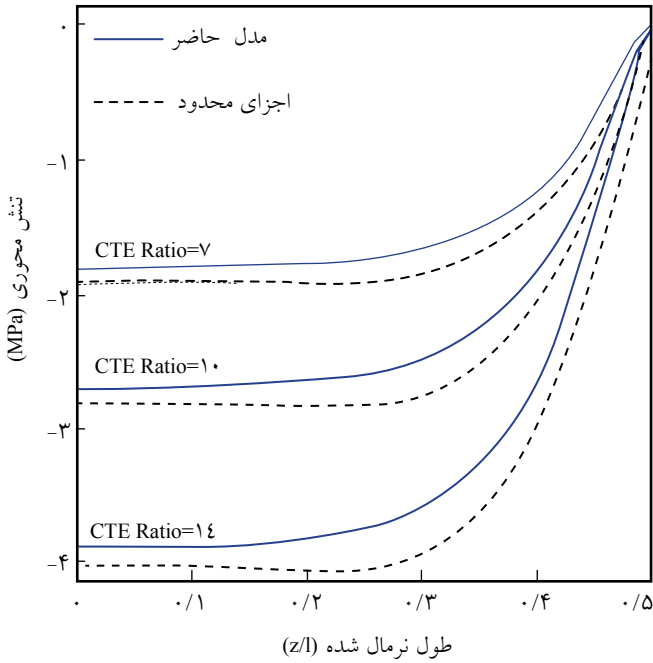 مدل حاضر
اجزای محدود
۰
-۱
-۲
-۳
-۴
تنش محوری (MPa)
CTE Ratio=۷
CTE Ratio=۱۰
CTE Ratio=۱٤
۰ ۰/۱ ۰/۲ ۰/۳ ۰/۴ ۰/۵
طول نرمال شده (z/l)